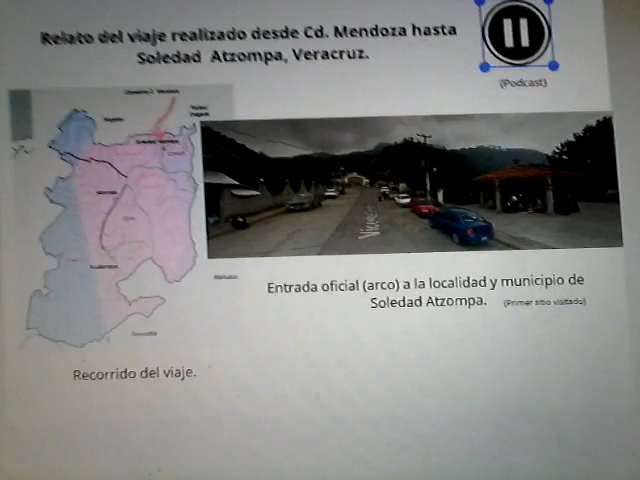 Relato del viaje realizado desde Cd. Mendoza hasta
Soledad Atzompa, Veracruz.
(Podcast)
Entrada oficial (arco) a la localidad y municipio de
Soledad Atzompa. (Primer sitio visitado)
Recorrido del viaje.